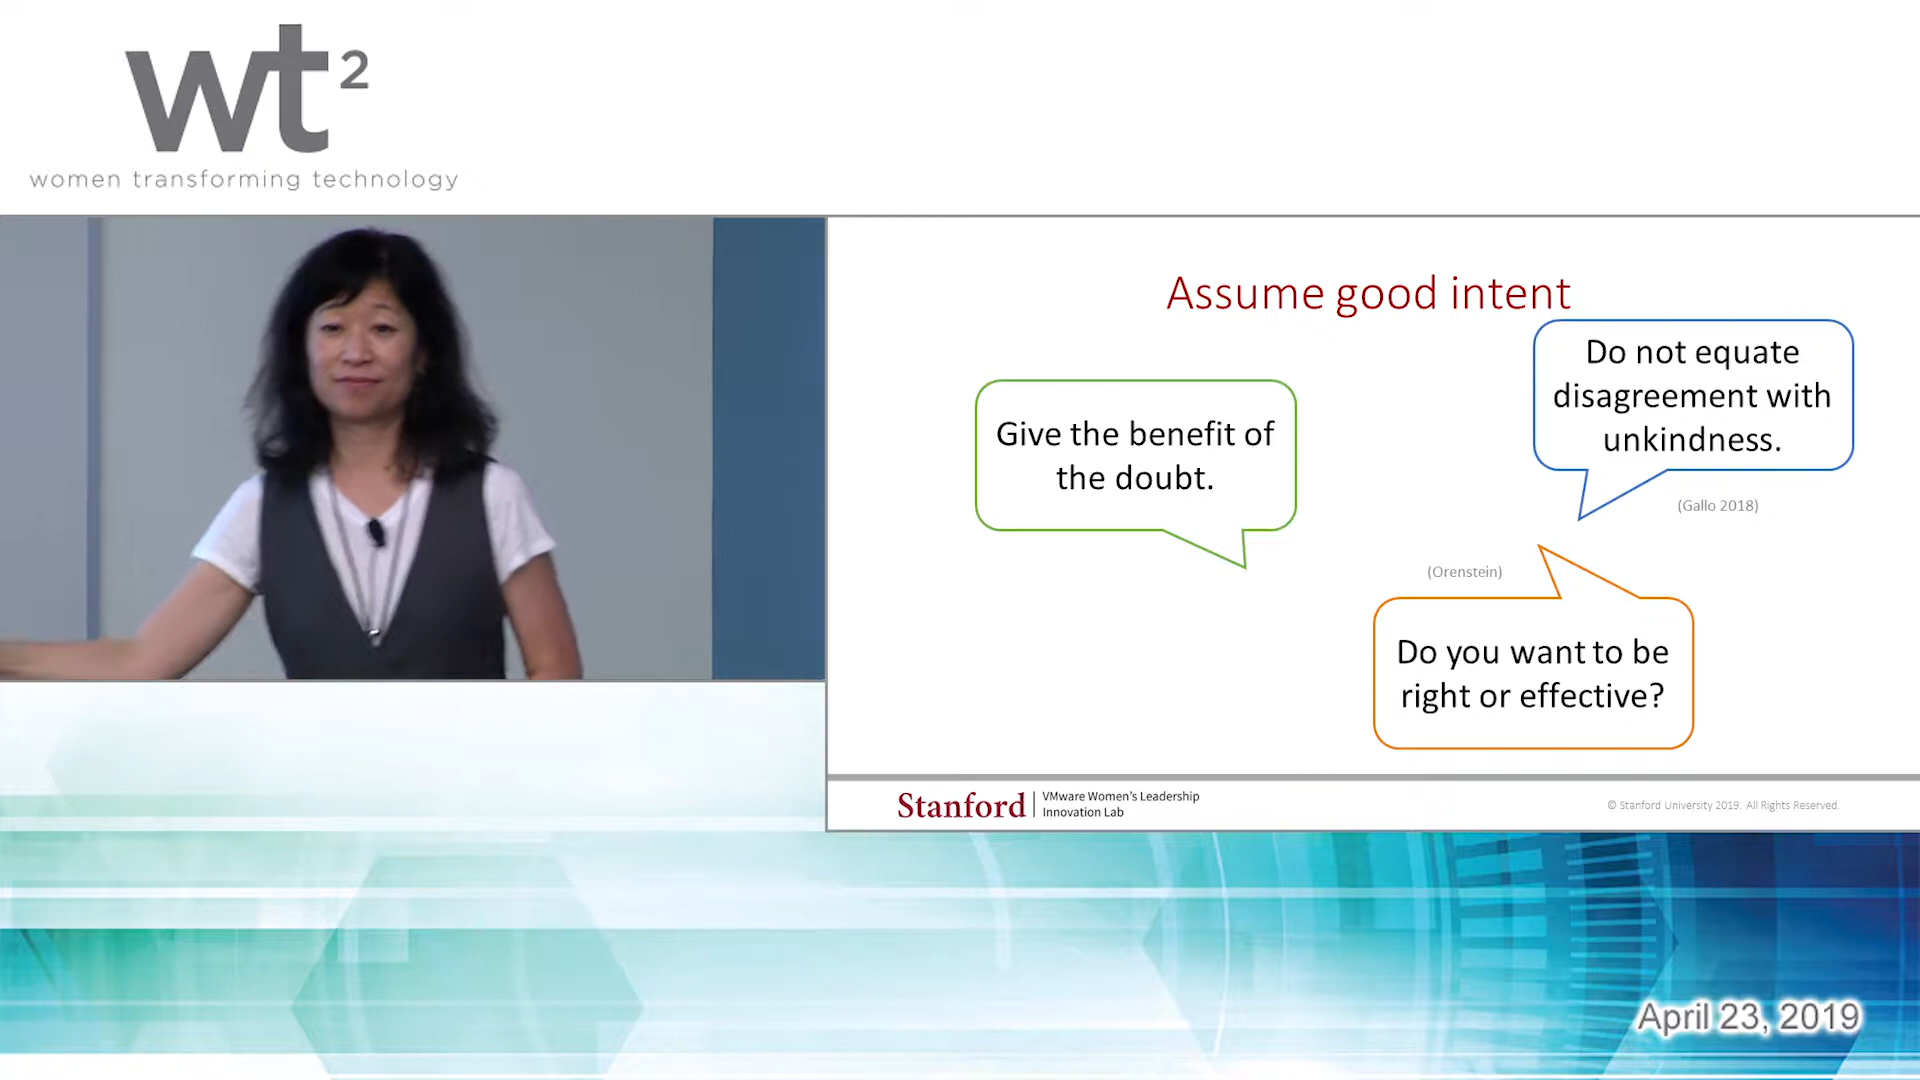 wt²
women transforming technology
Assume good intent
Give the benefit of
the doubt.
Do not equate
disagreement with
unkindness.
(Gallo 2018)
(Orenstein)
Do you want to be
right or effective?
Stanford
VMware Women's Leadership
Innovation Lab
© Stanford University 2019. All Rights Reserved.
April 23, 2019